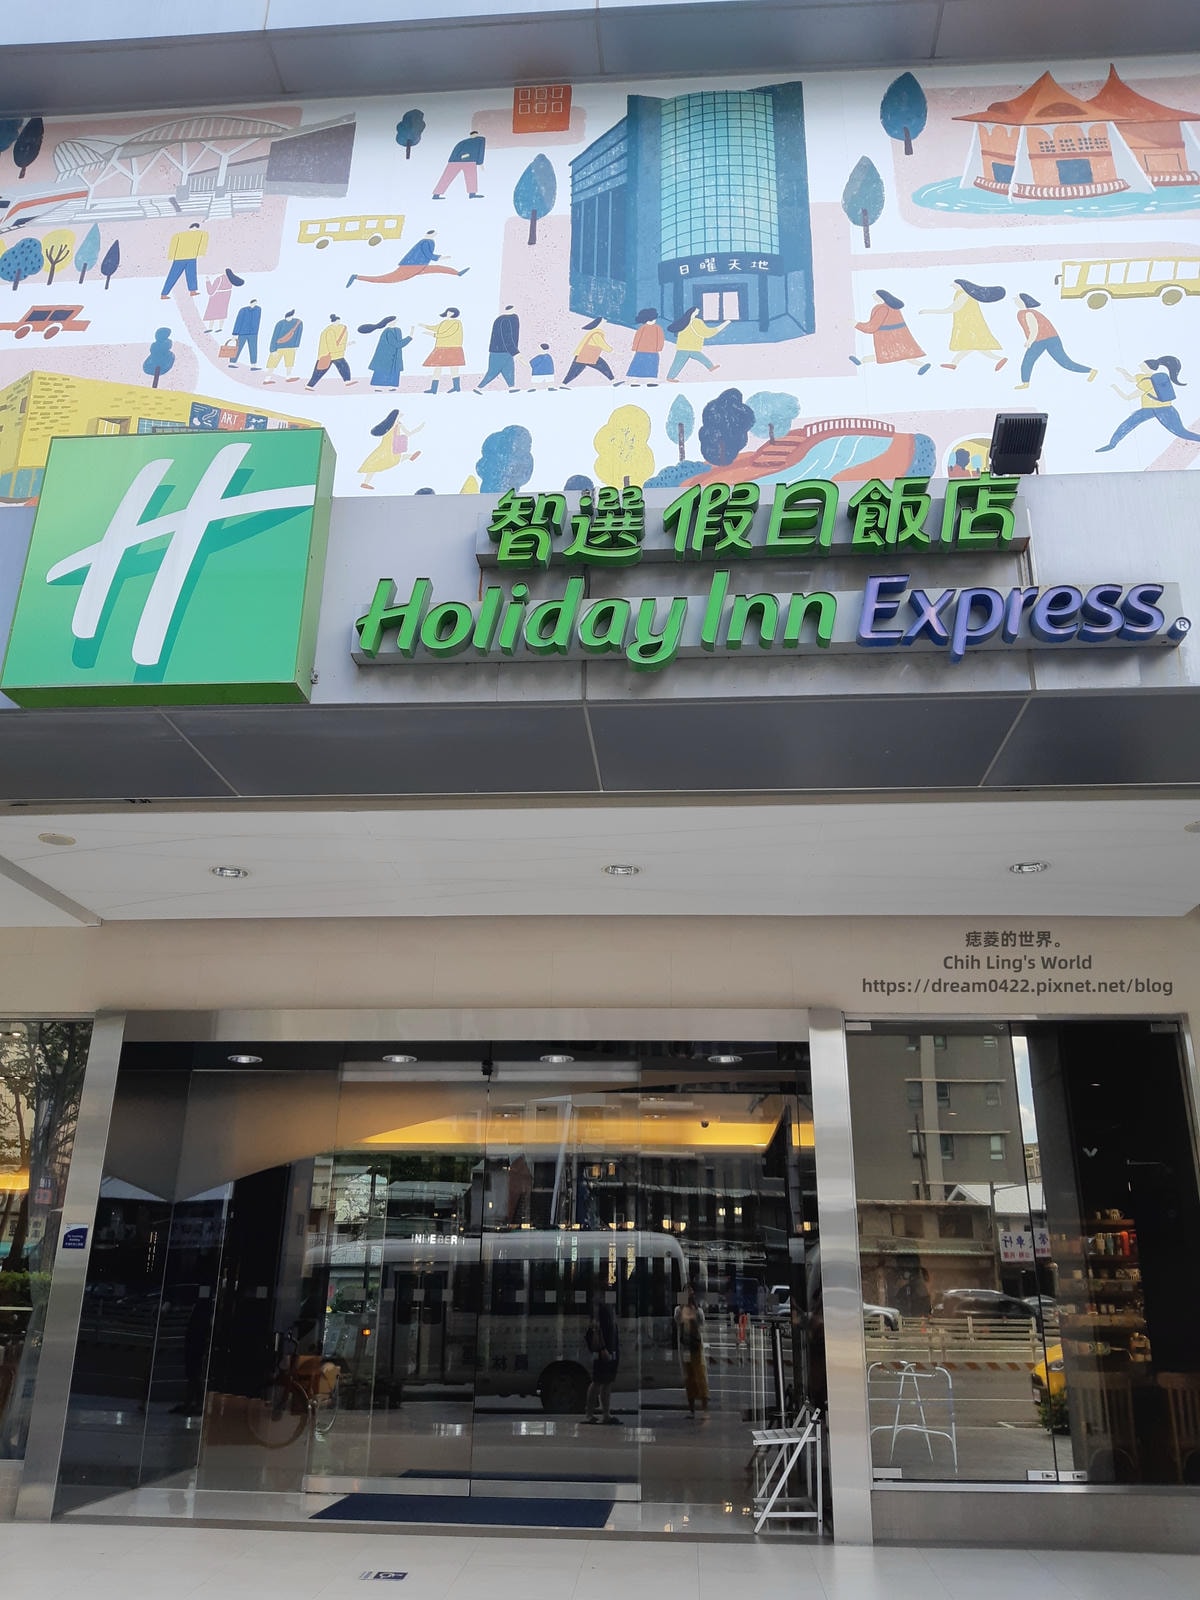 日曜天地
ART
智選 假日飯店
Holiday Inn Express®
痣菱的世界。
Chih Ling's World
https://dream0422.pixnet.net/blog